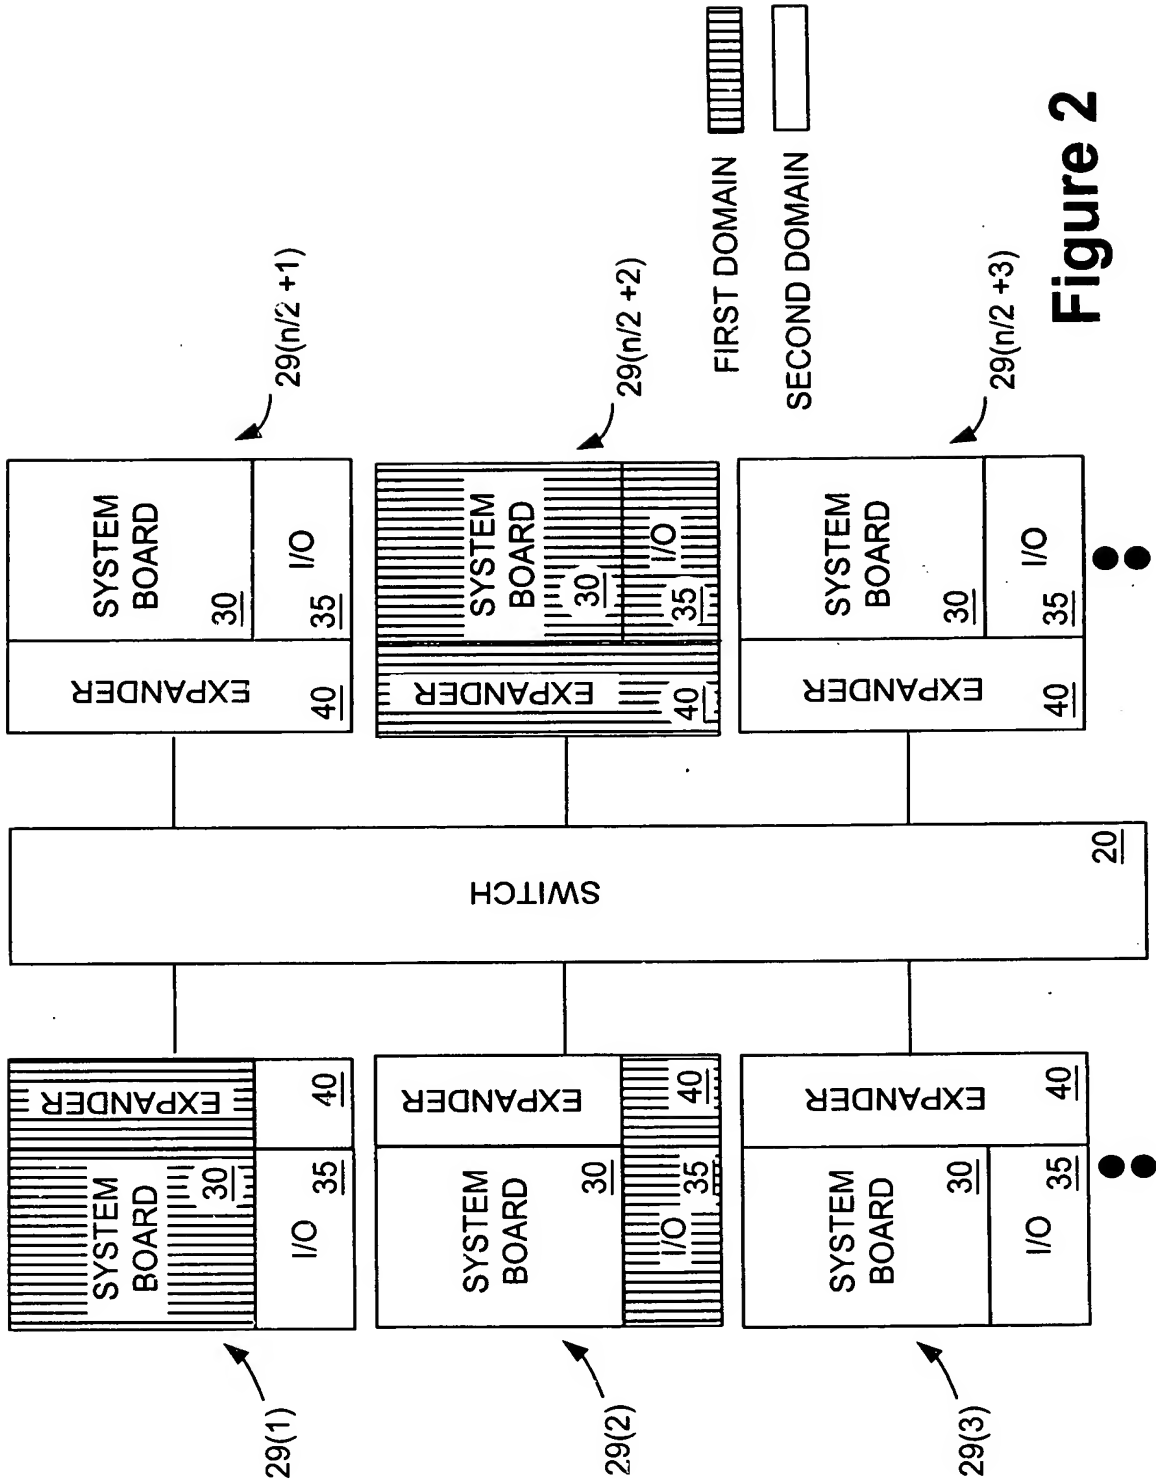 29(1)
SYSTEM
BOARD
30
I/O
35
EXPANDER
40
29(2)
SYSTEM
BOARD
30
I/O
35
EXPANDER
40
29(3)
SYSTEM
BOARD
30
I/O
35
EXPANDER
40
SWITCH
20
EXPANDER
40
SYSTEM
BOARD
30
I/O
35
29(n/2 +1)
EXPANDER
40
SYSTEM
BOARD
30
I/O
35
29(n/2 +2)
EXPANDER
40
SYSTEM
BOARD
30
I/O
35
29(n/2 +3)
FIRST DOMAIN
SECOND DOMAIN
Figure 2